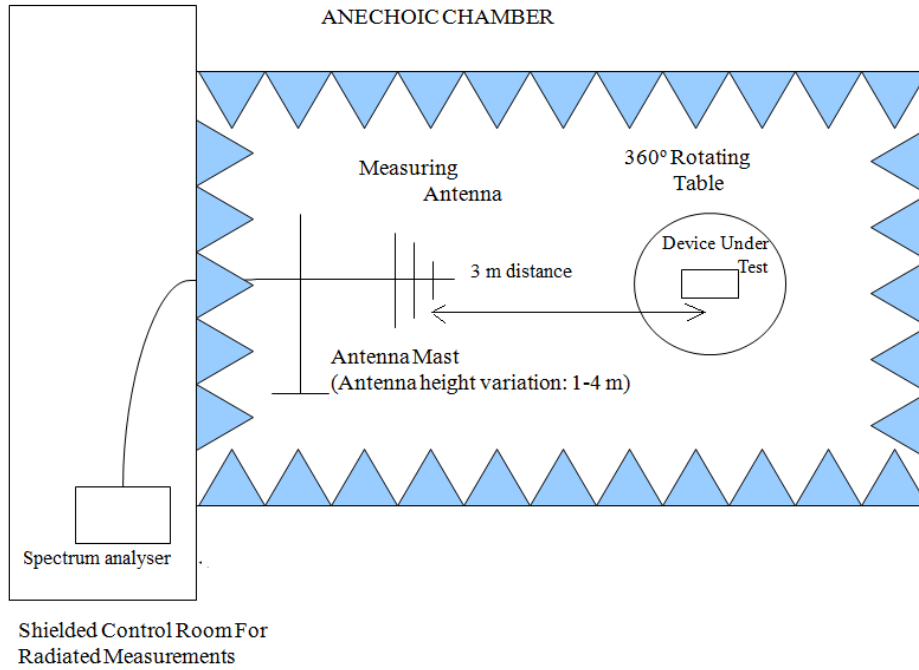 ANECHOIC CHAMBER
Measuring
Antenna
360º Rotating
Table
Device Under
Test
3 m distance
Antenna Mast
(Antenna height variation: 1-4 m)
Spectrum analyser
Shielded Control Room For
Radiated Measurements